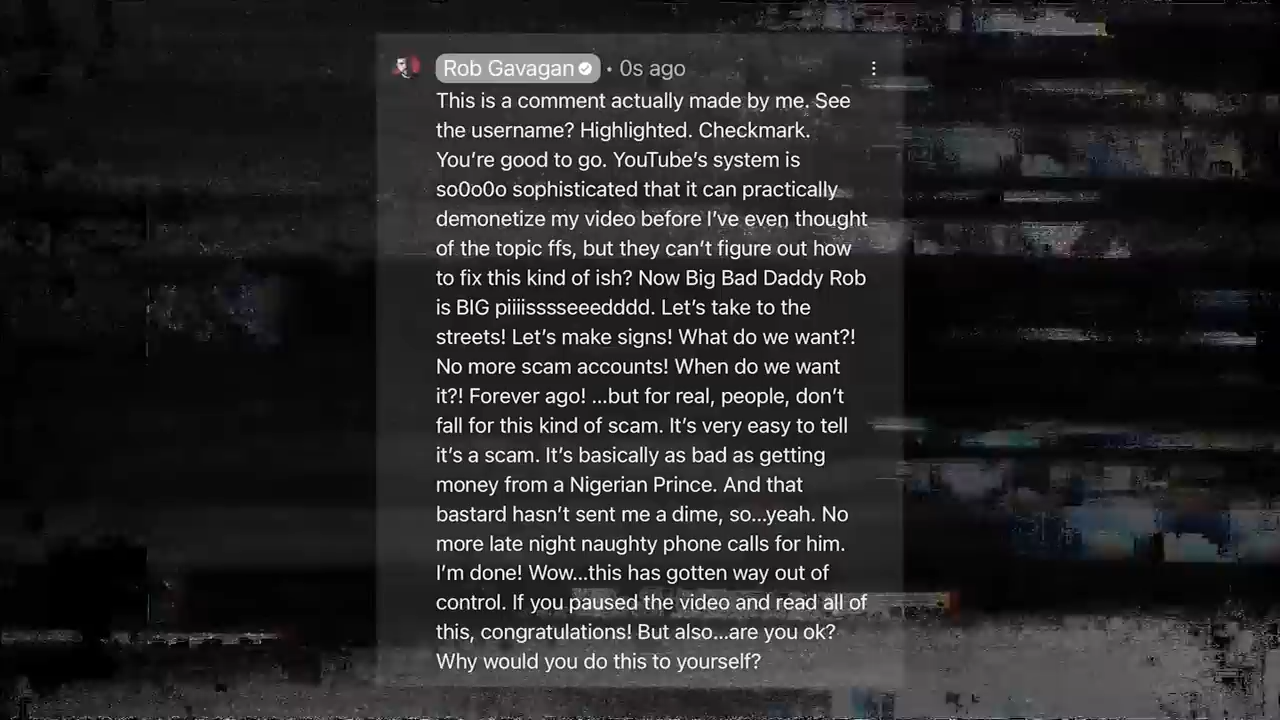 Rob Gavagan • 0s ago
This is a comment actually made by me. See
the username? Highlighted. Checkmark.
You’re good to go. YouTube’s system is
so0o0o sophisticated that it can practically
demonetize my video before I’ve even thought
of the topic ffs, but they can’t figure out how
to fix this kind of ish? Now Big Bad Daddy Rob
is BIG piiiisssseeedddd. Let’s take to the
streets! Let’s make signs! What do we want?!
No more scam accounts! When do we want
it?! Forever ago! ...but for real, people, don’t
fall for this kind of scam. It’s very easy to tell
it’s a scam. It’s basically as bad as getting
money from a Nigerian Prince. And that
bastard hasn’t sent me a dime, so...yeah. No
more late night naughty phone calls for him.
I’m done! Wow...this has gotten way out of
control. If you paused the video and read all of
this, congratulations! But also...are you ok?
Why would you do this to yourself?